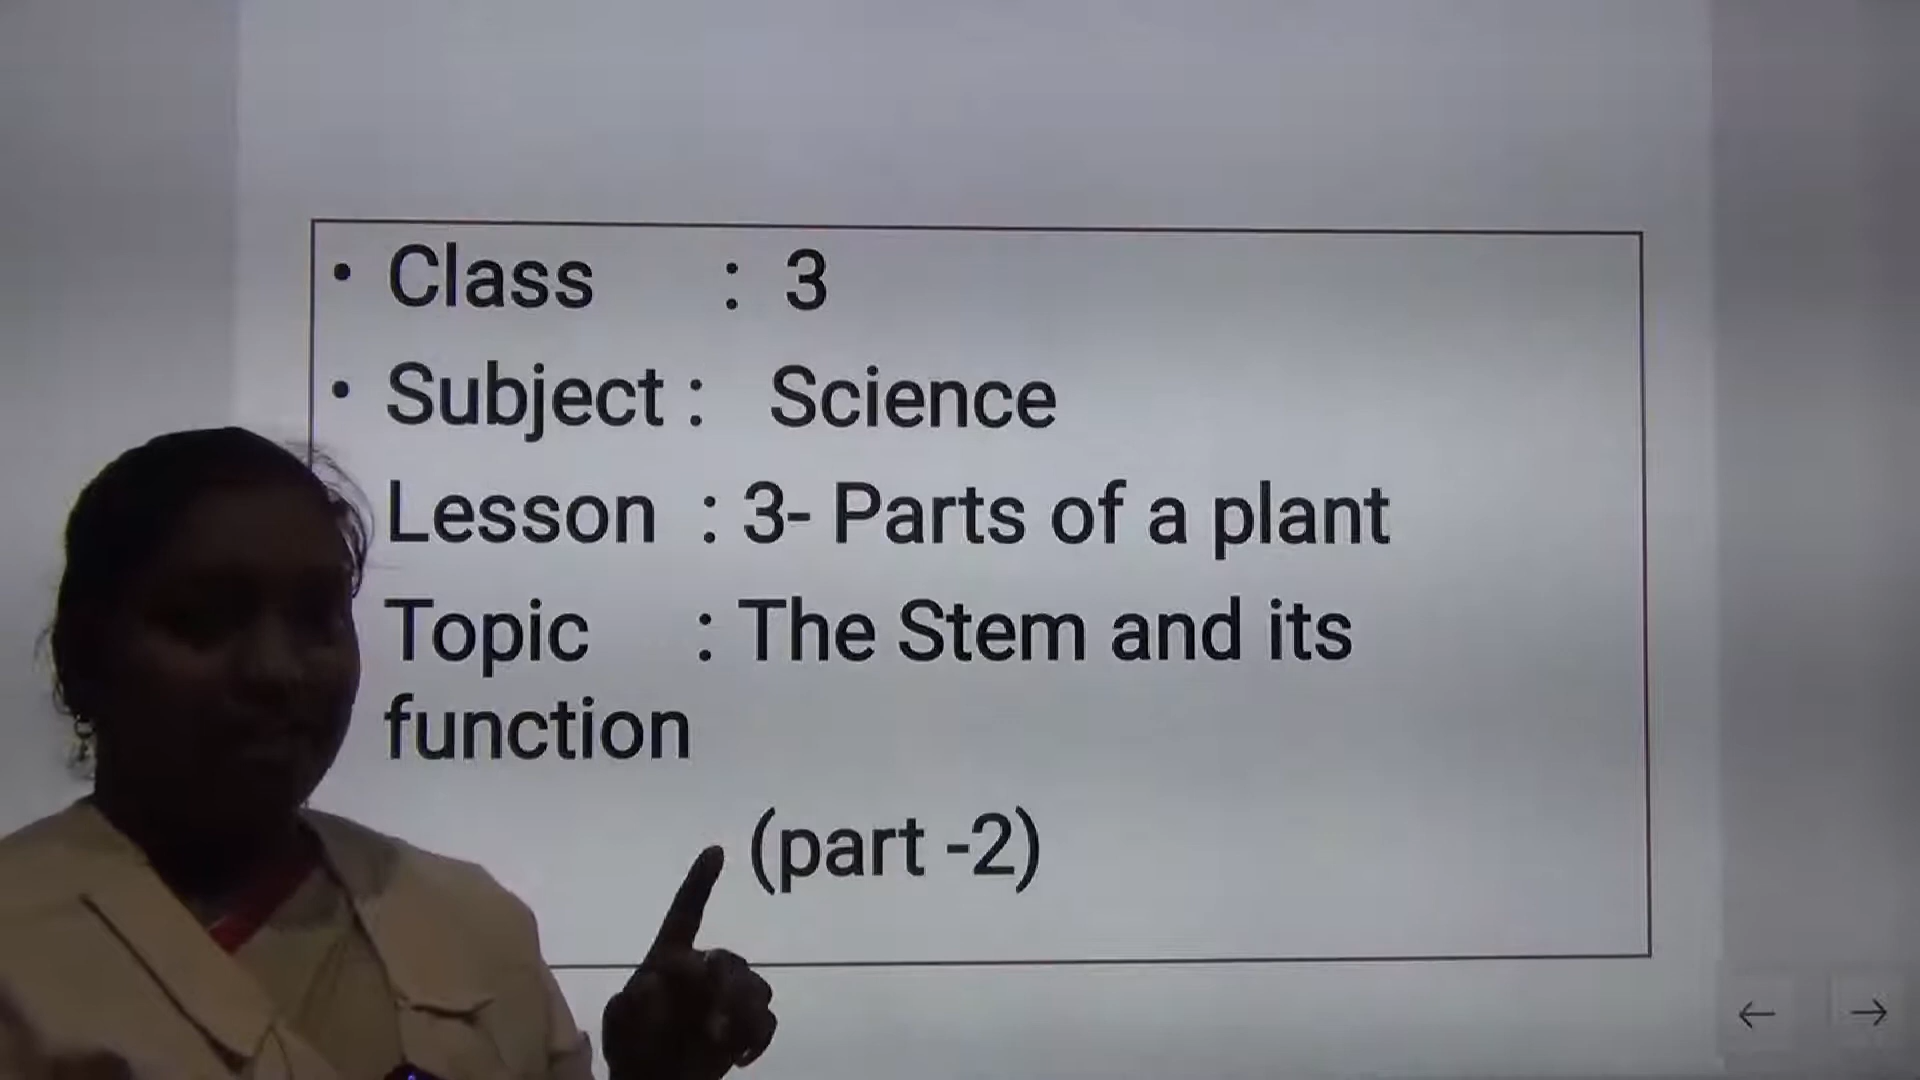 • Class : 3
• Subject : Science
Lesson : 3- Parts of a plant
Topic : The Stem and its
function
(part -2)